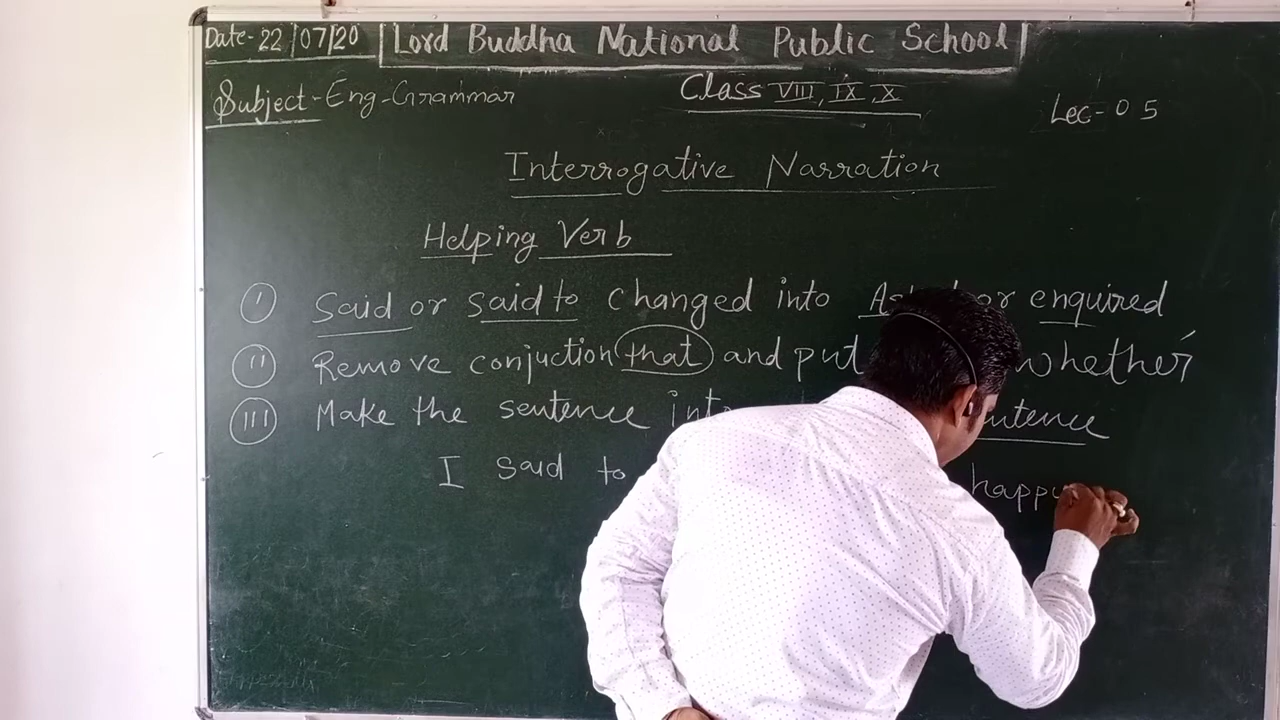 Date- 22/07/20 Lord Buddha National Public School
Subject-Eng-Grammar Class VIII, IX, X Lec-05
Interrogative Narration
Helping Verb
(i) Said or said to changed into or enquired
(ii) Remove conjuction that and put whether
(iii) Make the sentence
I said to happy